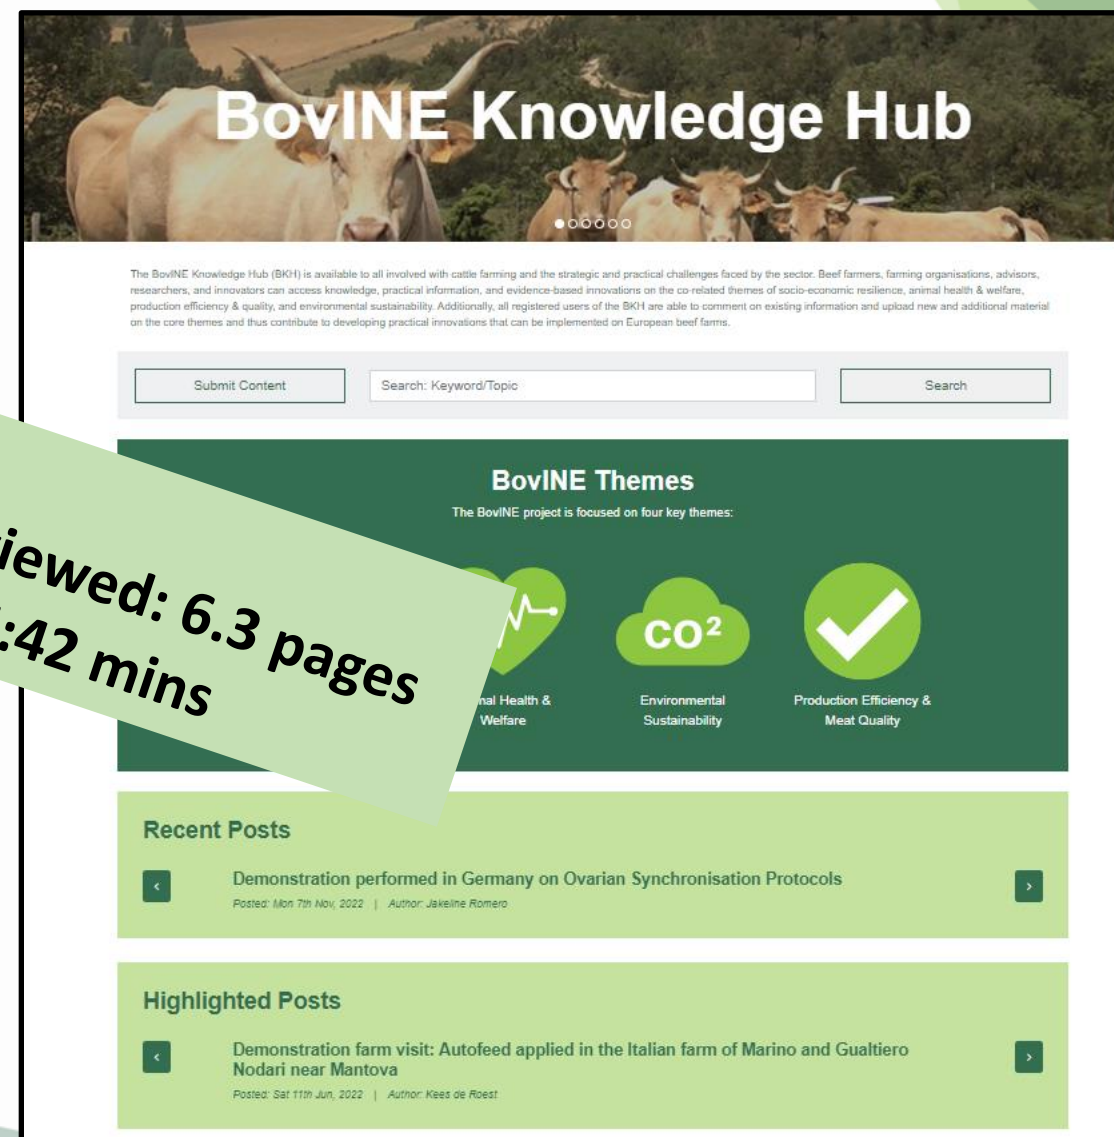 BovINE Knowledge Hub
The BovINE Knowledge Hub (BKH) is available to all involved with cattle farming and the strategic and practical challenges faced by the sector. Beef farmers, farming organisations, advisors,
researchers, and innovators can access knowledge, practical information, and evidence-based innovations on the co-related themes of socio-economic resilience, animal health & welfare,
production efficiency & quality, and environmental sustainability. Additionally, all registered users of the BKH are able to comment on existing information and upload new and additional material
on the core themes and thus contribute to developing practical innovations that can be implemented on European beef farms.
Submit Content
Search: Keyword/Topic
Search
BovINE Themes
The BovINE project is focused on four key themes:
6.3 pages
:42 mins
CO²
Health &
Welfare
Environmental
Sustainability
Production Efficiency &
Meat Quality
Recent Posts
<
Demonstration performed in Germany on Ovarian Synchronisation Protocols
>
Posted: Mon 7th Nov, 2022 | Author: Jakeline Romero
Highlighted Posts
<
Demonstration farm visit: Autofeed applied in the Italian farm of Marino and Gualtiero
Nodari near Mantova
>
Posted: Sat 11th Jun, 2022 | Author: Kees de Roest